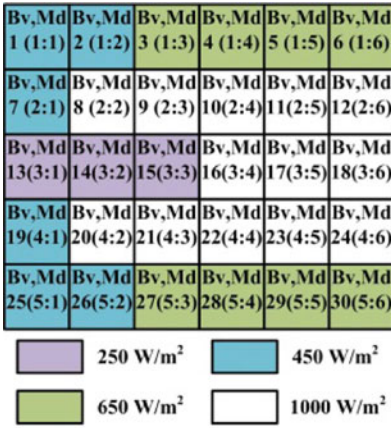 Bv,Md Bv,Md Bv,Md Bv,Md Bv,Md Bv,Md
1 (1:1) 2 (1:2) 3 (1:3) 4 (1:4) 5 (1:5) 6 (1:6)
Bv,Md Bv,Md Bv,Md Bv,Md Bv,Md Bv,Md
7 (2:1) 8 (2:2) 9 (2:3) 10(2:4) 11(2:5) 12(2:6)
Bv,Md Bv,Md Bv,Md Bv,Md Bv,Md Bv,Md
13(3:1) 14(3:2) 15(3:3) 16(3:4) 17(3:5) 18(3:6)
Bv,Md Bv,Md Bv,Md Bv,Md Bv,Md Bv,Md
19(4:1) 20(4:2) 21(4:3) 22(4:4) 23(4:5) 24(4:6)
Bv,Md Bv,Md Bv,Md Bv,Md Bv,Md Bv,Md
25(5:1) 26(5:2) 27(5:3) 28(5:4) 29(5:5) 30(5:6)
250 W/m² 450 W/m²
650 W/m² 1000 W/m²